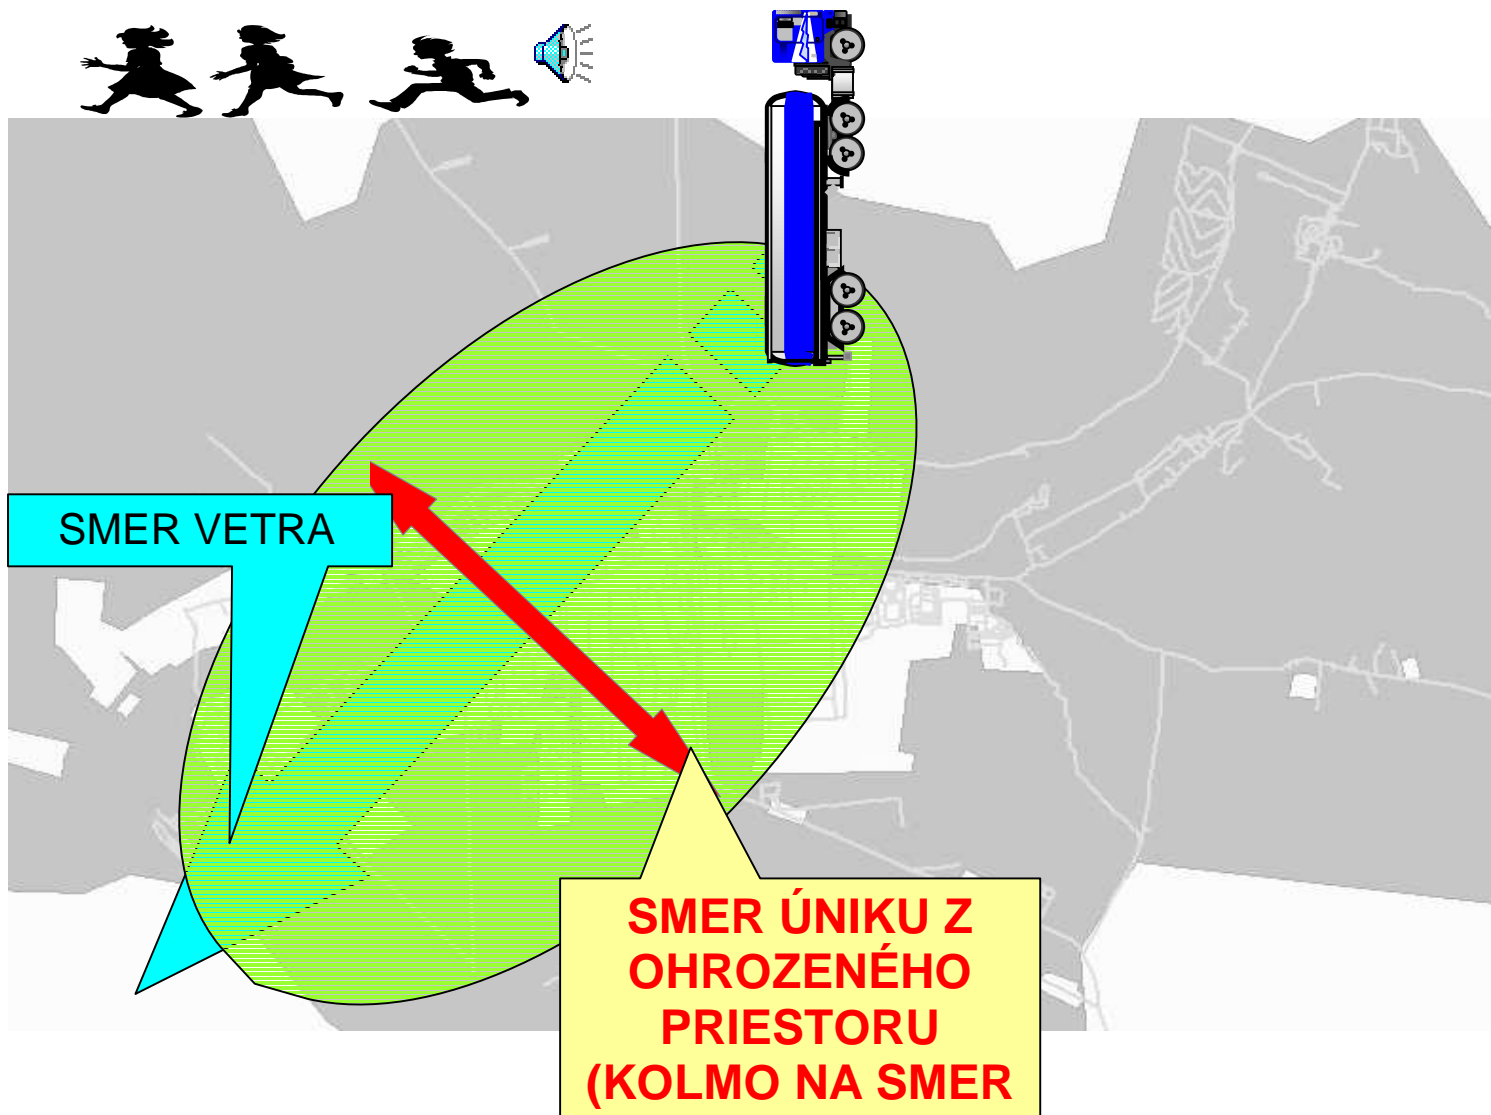 SMER VETRA
SMER ÚNIKU Z
OHROZENÉHO
PRIESTORU
(KOLMO NA SMER